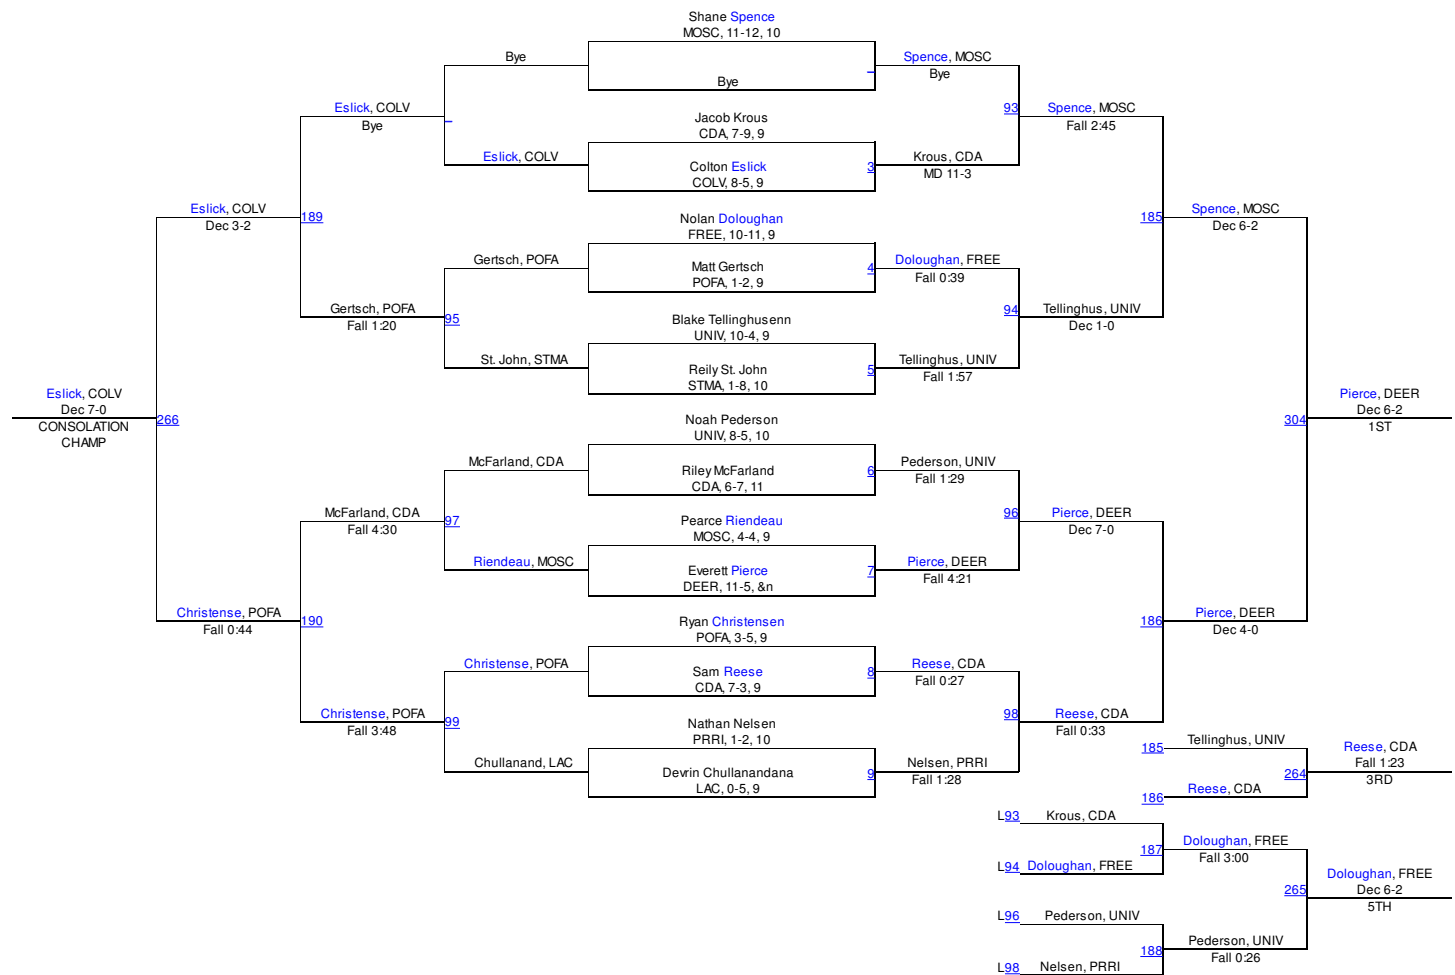 Shane Spence
MOSC, 11-12, 10
Bye
Bye
Spence, MOSC
Bye
Eslick, COLV
Bye
93
Spence, MOSC
Fall 2:45
Jacob Krous
CDA, 7-9, 9
Eslick, COLV
Colton Eslick
COLV, 8-5, 9
3
Krous, CDA
MD 11-3
Eslick, COLV
Dec 3-2
189
Nolan Doloughan
FREE, 10-11, 9
185
Spence, MOSC
Dec 6-2
Gertsch, POFA
Matt Gertsch
POFA, 1-2, 9
4
Doloughan, FREE
Fall 0:39
Gertsch, POFA
Fall 1:20
95
Blake Tellinghusenn
UNIV, 10-4, 9
94
Tellinghus, UNIV
Dec 1-0
St. John, STMA
Reily St. John
STMA, 1-8, 10
5
Tellinghus, UNIV
Fall 1:57
Eslick, COLV
Dec 7-0
CONSOLATION
CHAMP
266
Noah Pederson
UNIV, 8-5, 10
304
Pierce, DEER
Dec 6-2
1ST
McFarland, CDA
Riley McFarland
CDA, 6-7, 11
6
Pederson, UNIV
Fall 1:29
McFarland, CDA
Fall 4:30
97
Pearce Riendeau
MOSC, 4-4, 9
96
Pierce, DEER
Dec 7-0
Riendeau, MOSC
Everett Pierce
DEER, 11-5, &n
7
Pierce, DEER
Fall 4:21
Christense, POFA
Fall 0:44
190
Ryan Christensen
POFA, 3-5, 9
186
Pierce, DEER
Dec 4-0
Christense, POFA
Sam Reese
CDA, 7-3, 9
8
Reese, CDA
Fall 0:27
Christense, POFA
Fall 3:48
99
Nathan Nelsen
PRRI, 1-2, 10
98
Reese, CDA
Fall 0:33
Chullanand, LAC
Devrin Chullanandana
LAC, 0-5, 9
9
Nelsen, PRRI
Fall 1:28
185
Tellinghus, UNIV
264
Reese, CDA
Fall 1:23
3RD
186
Reese, CDA
L93
Krous, CDA
187
Doloughan, FREE
Fall 3:00
L94
Doloughan, FREE
265
Doloughan, FREE
Dec 6-2
5TH
L96
Pederson, UNIV
188
Pederson, UNIV
Fall 0:26
L98
Nelsen, PRRI